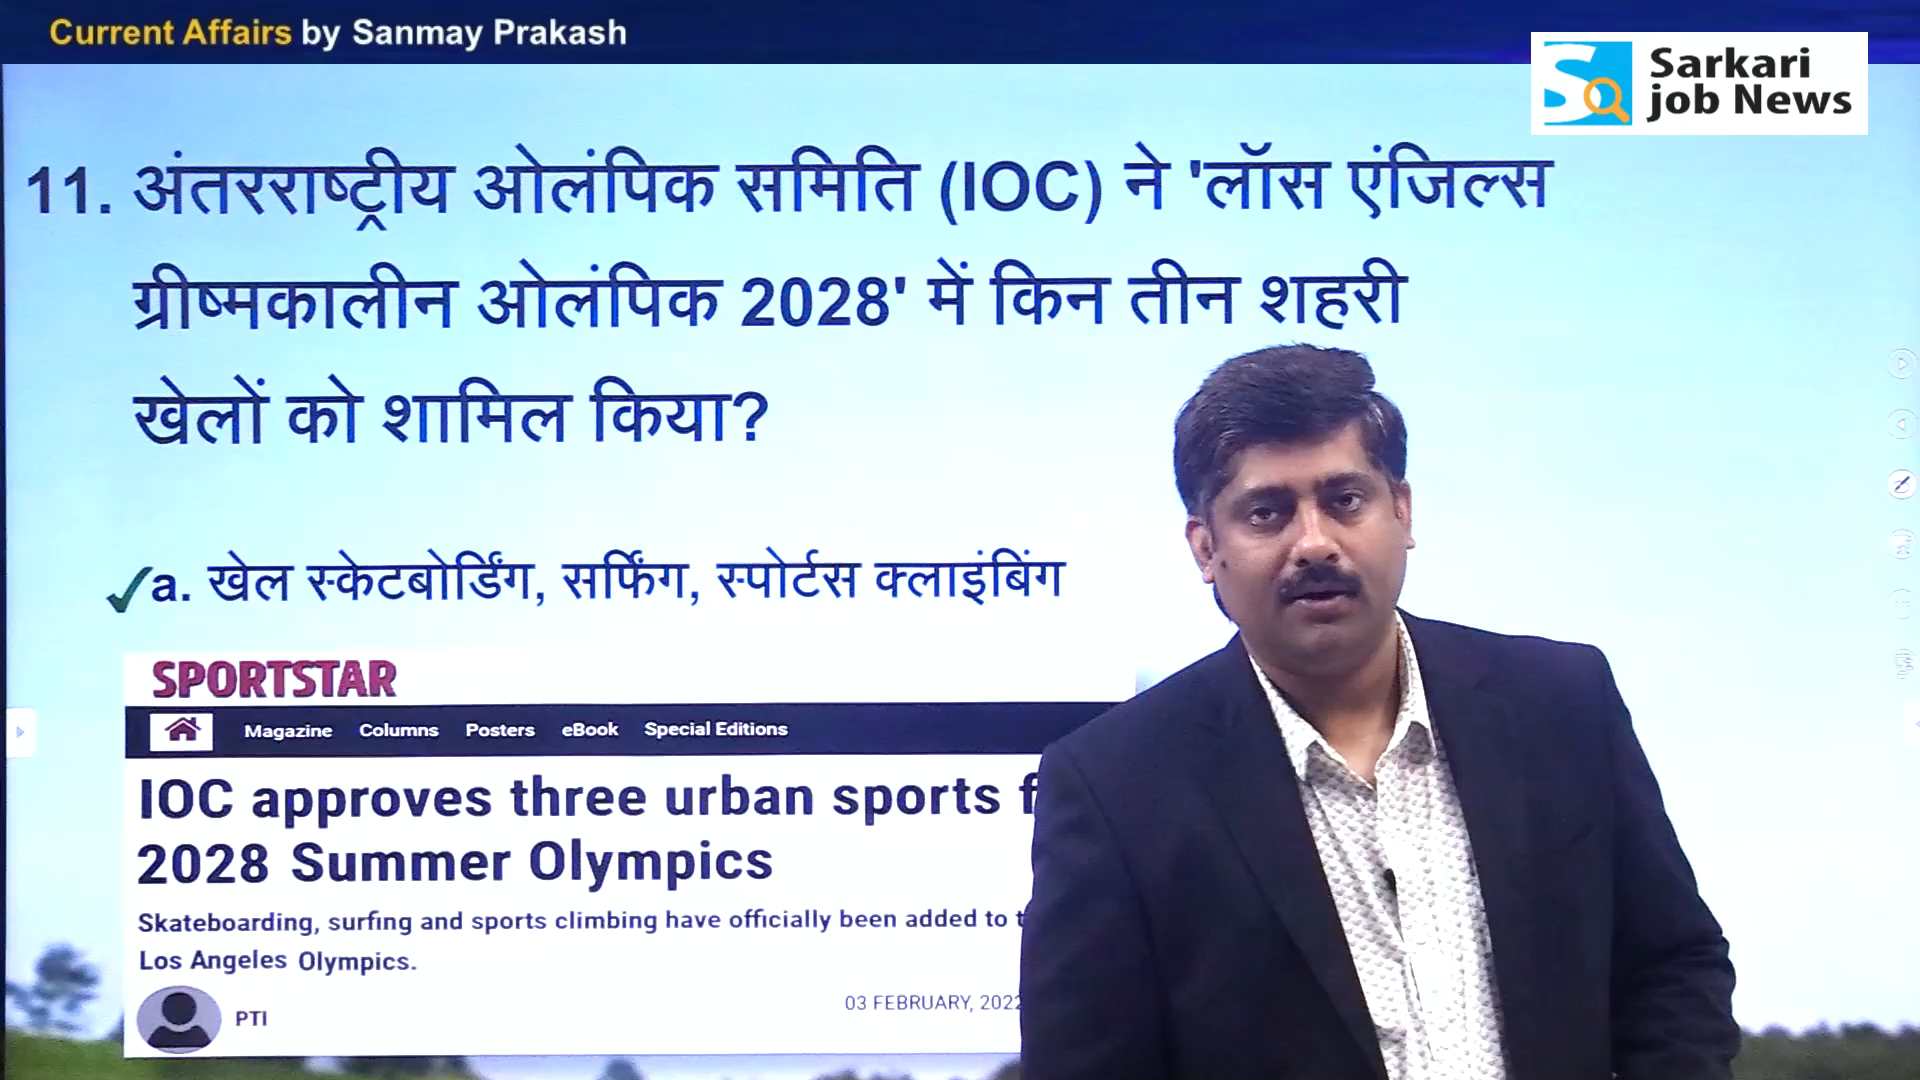 Current Affairs by Sanmay Prakash
Sarkari
job News
11. अंतरराष्ट्रीय ओलंपिक समिति (IOC) ने 'लॉस एंजिल्स
ग्रीष्मकालीन ओलंपिक 2028' में किन तीन शहरी
खेलों को शामिल किया?
a. खेल स्केटबोर्डिंग, सर्फिंग, स्पोर्टस क्लाइंबिंग
SPORTSTAR
Magazine Columns Posters eBook Special Editions
IOC approves three urban sports f
2028 Summer Olympics
Skateboarding, surfing and sports climbing have officially been added to t
Los Angeles Olympics.
03 FEBRUARY, 2022
PTI